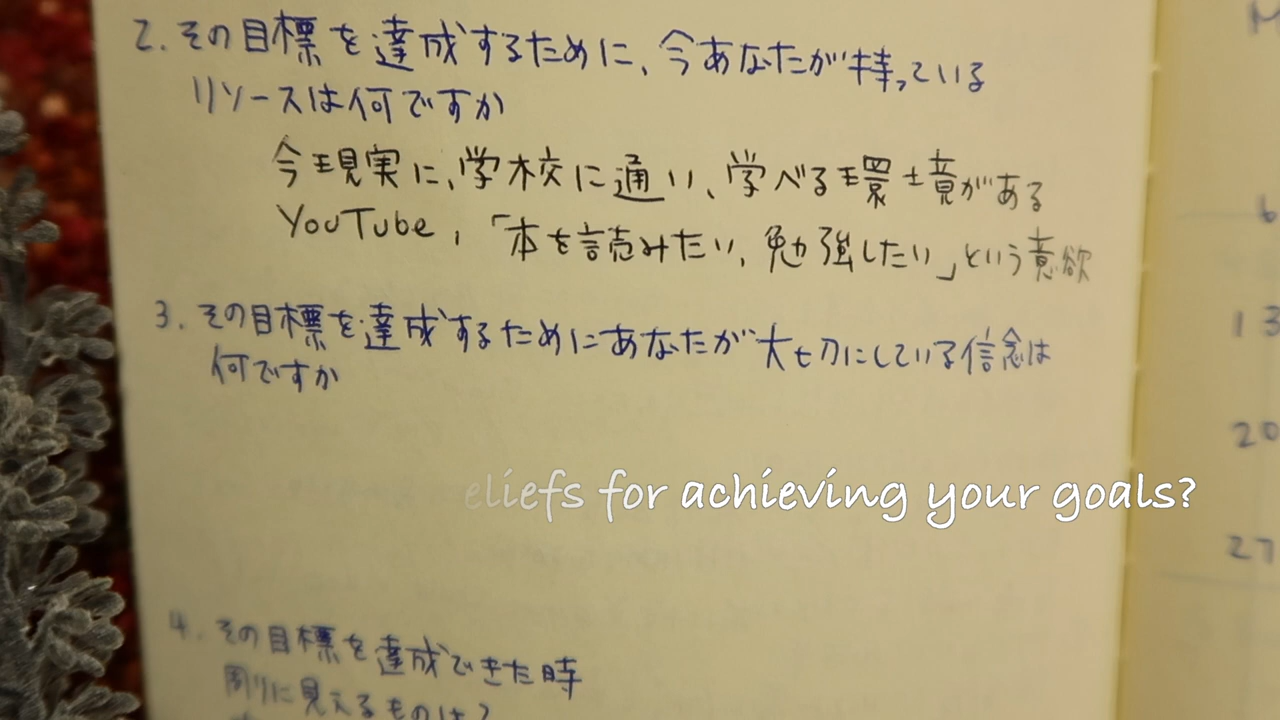 2. その目標を達成するために、今あなたが持っている
リソースは何ですか
今現実に、学校に通い、学べる環境がある
YouTube, 「本を読みたい、勉強したい」という意欲
3. その目標を達成するためにあなたが大切にしている信念は
何ですか
eliefs for achieving your goals?
4. その目標を達成できた時
周りに見えるものは?
6
13
20
27